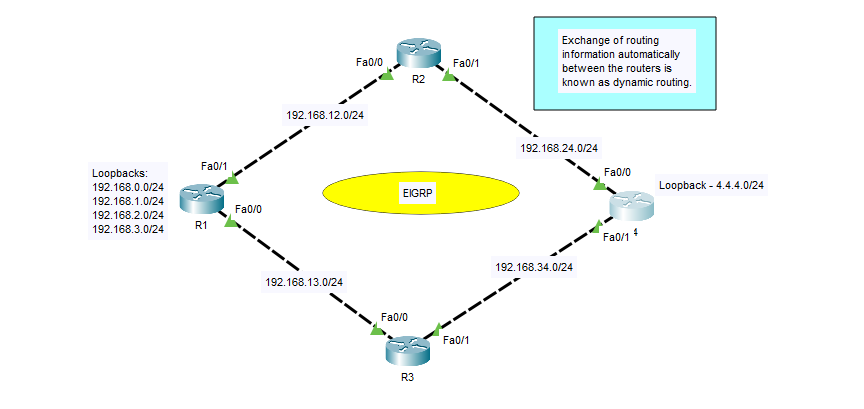 Exchange of routing
information automatically
between the routers is
known as dynamic routing.
Fa0/0
Fa0/1
R2
192.168.12.0/24
192.168.24.0/24
Loopbacks:
192.168.0.0/24
192.168.1.0/24
192.168.2.0/24
192.168.3.0/24
Fa0/1
R1
Fa0/0
EIGRP
Fa0/0
Loopback - 4.4.4.0/24
Fa0/1
192.168.13.0/24
192.168.34.0/24
Fa0/0
Fa0/1
R3